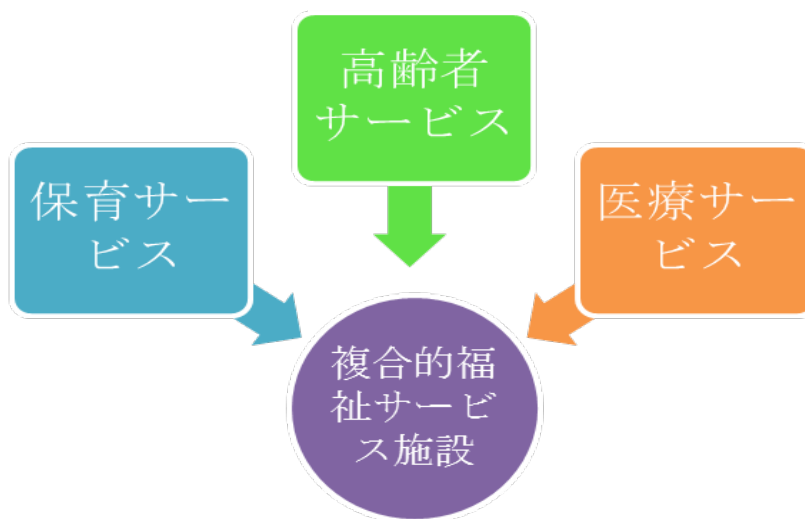 高齢者
サービス
保育サー
ビス
医療サー
ビス
複合的福
祉サービ
ス施設